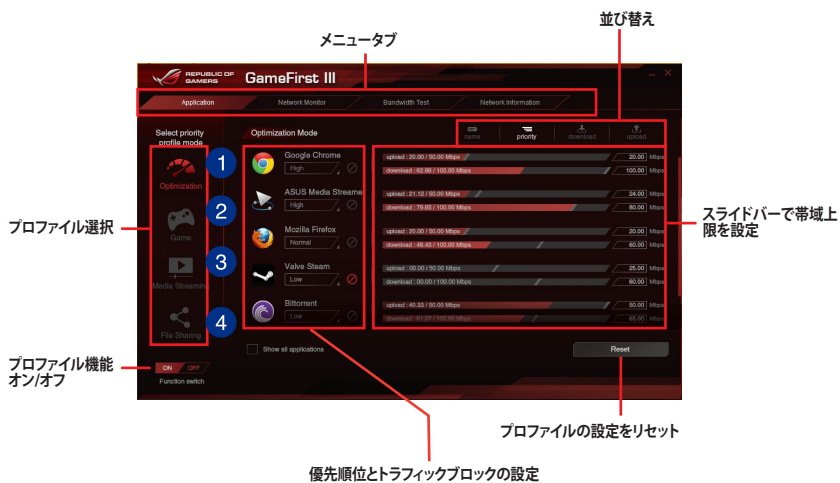 並び替え
メニュータブ
REPUBLIC OF
GAMERS
GameFirst III
Application
Network Monitor
Bandwidth Test
Network Information
Select priority
profile mode
Optimization Mode
name
priority
download
upload
1
Optimization
2
Game
3
Media Streaming
4
File Sharing
Google Chrome
High
upload : 20.00 / 50.00 Mbps
20.00 Mbps
download : 62.66 / 100.00 Mbps
100.00 Mbps
ASUS Media Streame
High
upload : 21.12 / 50.00 Mbps
24.00 Mbps
download : 79.65 / 100.00 Mbps
80.00 Mbps
Mozilla Firefox
Normal
upload : 20.00 / 50.00 Mbps
20.00 Mbps
download : 48.43 / 100.00 Mbps
60.00 Mbps
Valve Steam
Low
upload : 00.00 / 50.00 Mbps
25.00 Mbps
download : 00.00 / 100.00 Mbps
60.00 Mbps
Bittorrent
Low
upload : 40.33 / 50.00 Mbps
50.00 Mbps
download : 61.07 / 100.00 Mbps
65.00 Mbps
Show all applications
Reset
ON
OFF
Function switch
プロファイル選択
スライドバーで帯域上
限を設定
プロファイル機能
オン/オフ
プロファイルの設定をリセット
優先順位とトラフィックブロックの設定